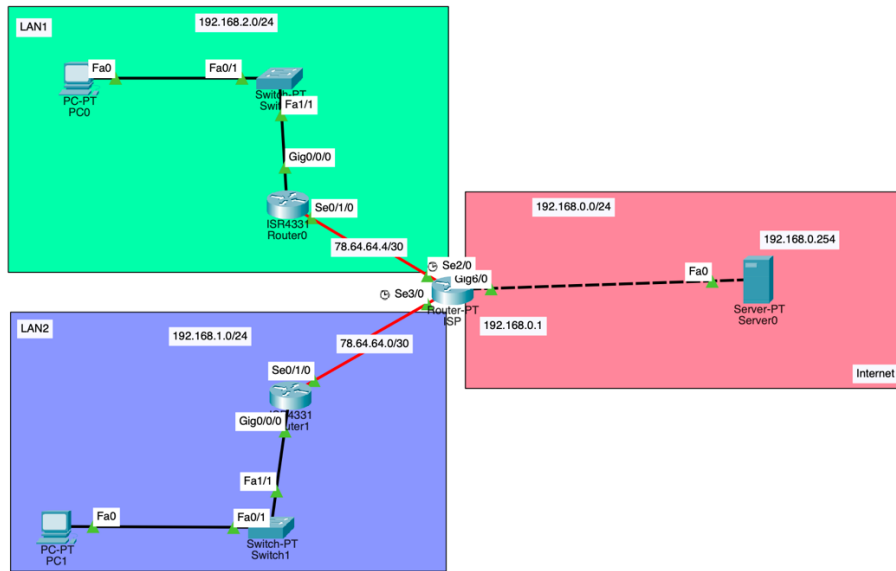 LAN1
192.168.2.0/24
Fa0
Fa0/1
PC-PT
PC0
Switch-PT
Fa1/1
Gig0/0/0
ISR4331
Router0
Se0/1/0
78.64.64.4/30
Se2/0
Gig6/0
Se3/0
Router-PT
ISP
192.168.0.1
192.168.0.0/24
192.168.0.254
Fa0
Server-PT
Server0
Internet
LAN2
192.168.1.0/24
78.64.64.0/30
Se0/1/0
Gig0/0/0
Fa1/1
Fa0
Fa0/1
PC-PT
PC1
Switch-PT
Switch1